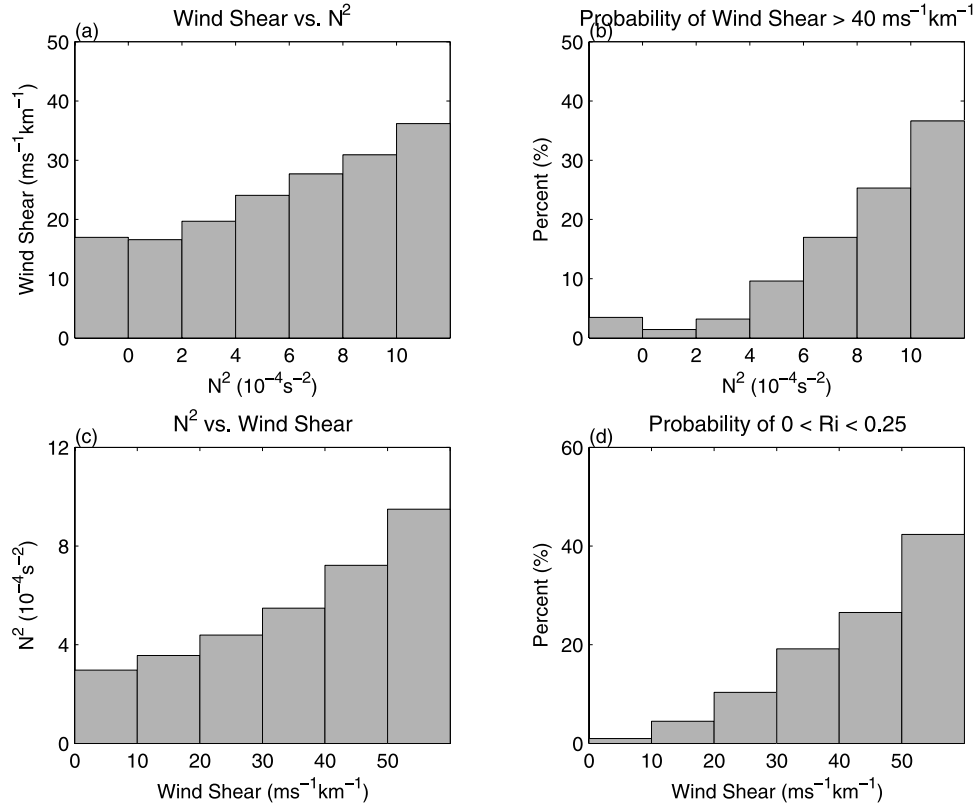 Wind Shear vs. N²
(a)
50
40
30
20
10
0
Wind Shear (ms⁻¹km⁻¹)
0 2 4 6 8 10
N² (10⁻⁴s⁻²)
Probability of Wind Shear > 40 ms⁻¹km⁻¹
(b)
50
40
30
20
10
0
Percent (%)
0 2 4 6 8 10
N² (10⁻⁴s⁻²)
N² vs. Wind Shear
(c)
12
8
4
0
N² (10⁻⁴s⁻²)
0 10 20 30 40 50
Wind Shear (ms⁻¹km⁻¹)
Probability of 0 < Ri < 0.25
(d)
60
40
20
0
Percent (%)
0 10 20 30 40 50
Wind Shear (ms⁻¹km⁻¹)